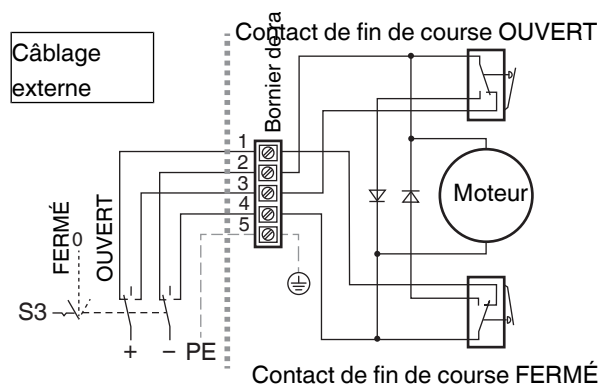 Contact de fin de course OUVERT
Câblage
externe
Bornier de ra
1
2
3
4
5
Moteur
FERMÉ
0
OUVERT
S3
+
–
PE
Contact de fin de course FERMÉ